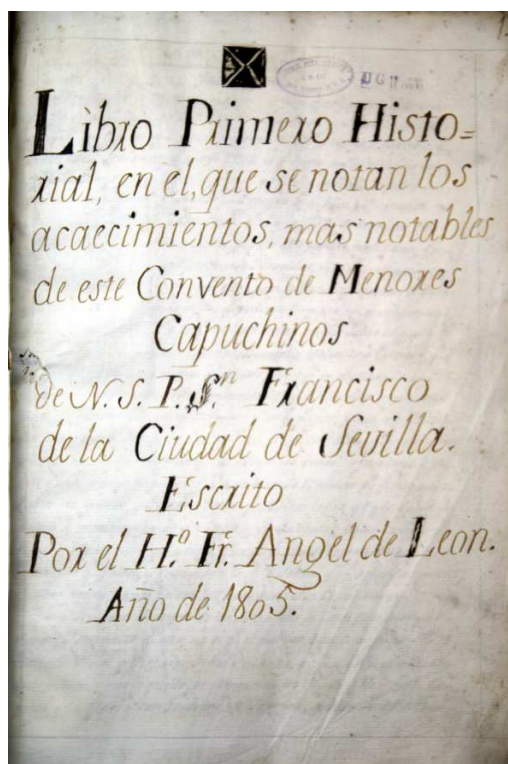 Libro Primero Histo=
rial, en el, que se notan los
acaecimientos, mas notables
de este Convento de Menores
Capuchinos
de N. S. P. S.ⁿ Francisco
de la Ciudad de Sevilla.
Escrito
Por el H.º Fr. Angel de Leon.
Año de 1805.